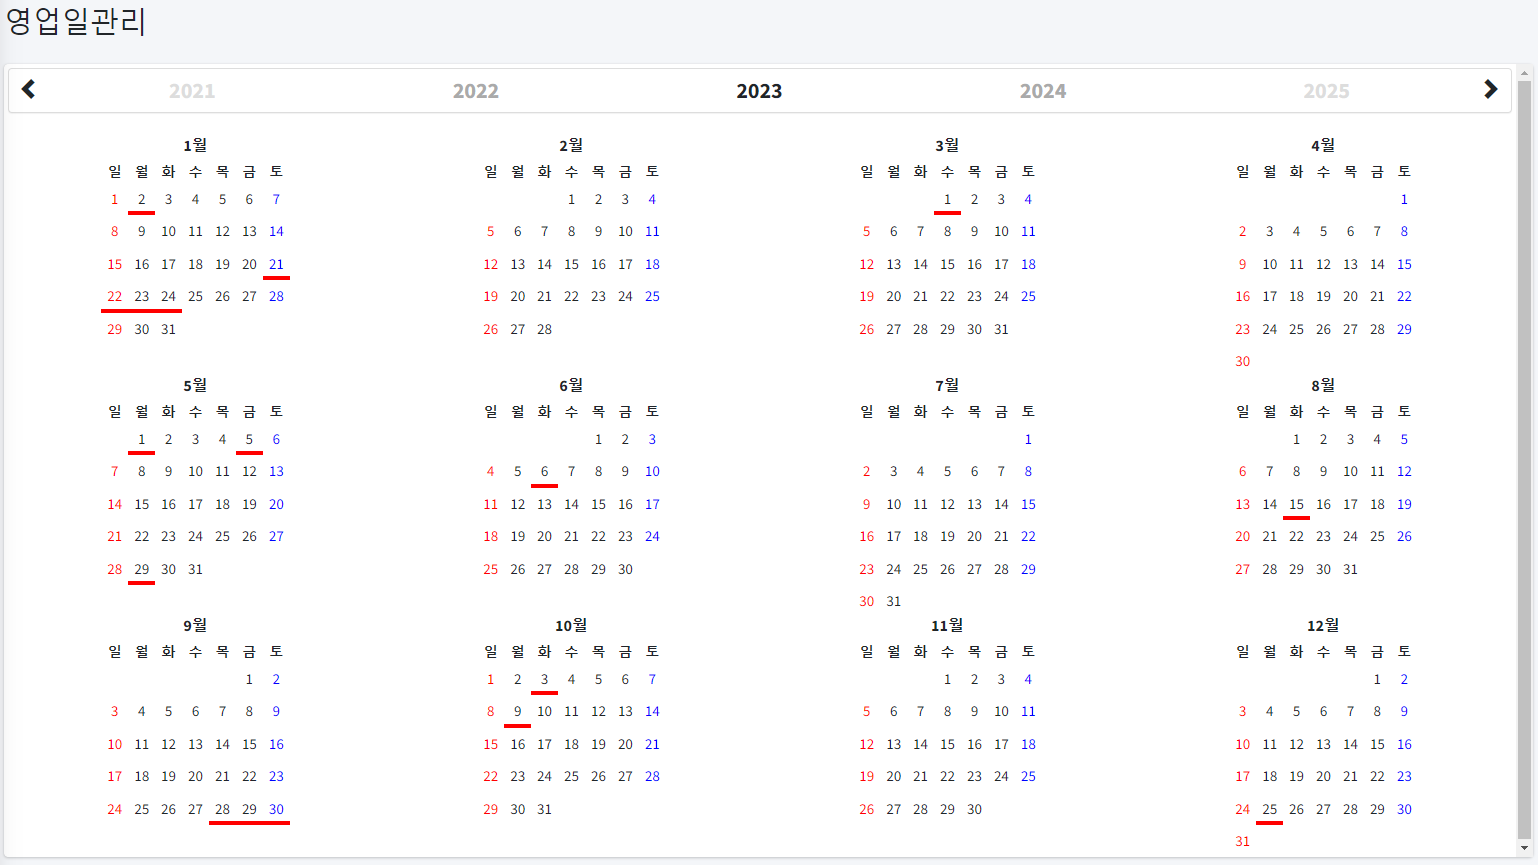 영업일관리
2021 2022 2023 2024 2025
1월 2월 3월 4월
일 월 화 수 목 금 토 일 월 화 수 목 금 토 일 월 화 수 목 금 토 일 월 화 수 목 금 토
1 2 3 4 5 6 7 1 2 3 4 1 2 3 4 1
8 9 10 11 12 13 14 5 6 7 8 9 10 11 5 6 7 8 9 10 11 2 3 4 5 6 7 8
15 16 17 18 19 20 21 12 13 14 15 16 17 18 12 13 14 15 16 17 18 9 10 11 12 13 14 15
22 23 24 25 26 27 28 19 20 21 22 23 24 25 19 20 21 22 23 24 25 16 17 18 19 20 21 22
29 30 31 26 27 28 26 27 28 29 30 31 23 24 25 26 27 28 29
30
5월 6월 7월 8월
일 월 화 수 목 금 토 일 월 화 수 목 금 토 일 월 화 수 목 금 토 일 월 화 수 목 금 토
1 2 3 4 5 6 1 2 3 1 1 2 3 4 5
7 8 9 10 11 12 13 4 5 6 7 8 9 10 2 3 4 5 6 7 8 6 7 8 9 10 11 12
14 15 16 17 18 19 20 11 12 13 14 15 16 17 9 10 11 12 13 14 15 13 14 15 16 17 18 19
21 22 23 24 25 26 27 18 19 20 21 22 23 24 16 17 18 19 20 21 22 20 21 22 23 24 25 26
28 29 30 31 25 26 27 28 29 30 23 24 25 26 27 28 29 27 28 29 30 31
30 31
9월 10월 11월 12월
일 월 화 수 목 금 토 일 월 화 수 목 금 토 일 월 화 수 목 금 토 일 월 화 수 목 금 토
1 2 1 2 3 4 5 6 7 1 2 3 4 1 2
3 4 5 6 7 8 9 8 9 10 11 12 13 14 5 6 7 8 9 10 11 3 4 5 6 7 8 9
10 11 12 13 14 15 16 15 16 17 18 19 20 21 12 13 14 15 16 17 18 10 11 12 13 14 15 16
17 18 19 20 21 22 23 22 23 24 25 26 27 28 19 20 21 22 23 24 25 17 18 19 20 21 22 23
24 25 26 27 28 29 30 29 30 31 26 27 28 29 30 24 25 26 27 28 29 30
31